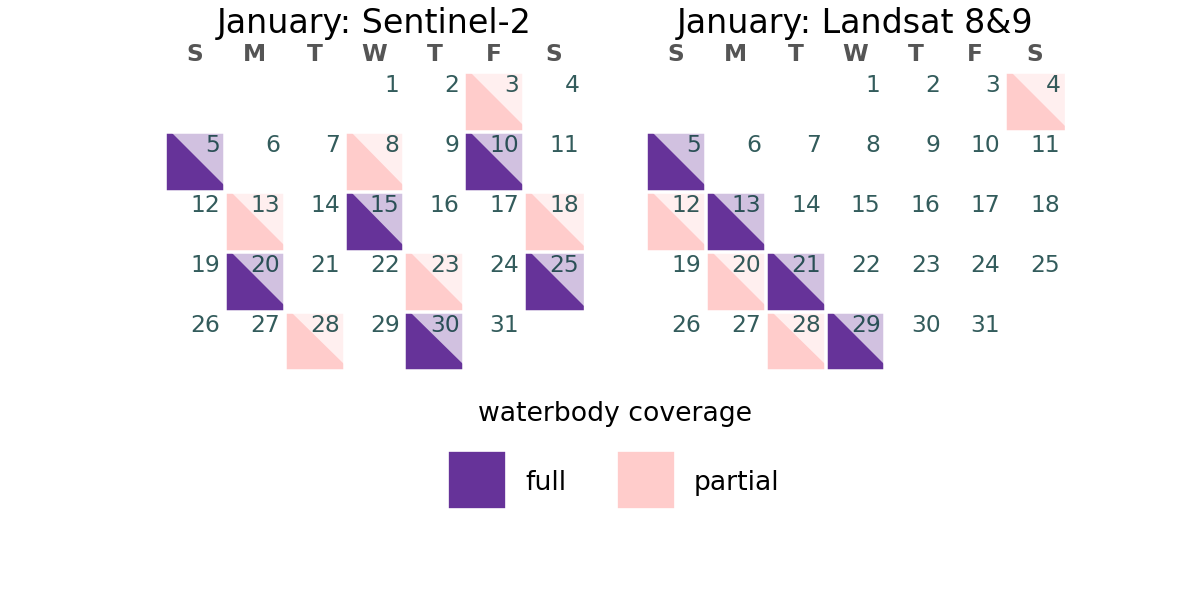 January: Sentinel-2
S M T W T F S
1 2 3 4
5 6 7 8 9 10 11
12 13 14 15 16 17 18
19 20 21 22 23 24 25
26 27 28 29 30 31
January: Landsat 8&9
S M T W T F S
1 2 3 4
5 6 7 8 9 10 11
12 13 14 15 16 17 18
19 20 21 22 23 24 25
26 27 28 29 30 31
waterbody coverage
full
partial